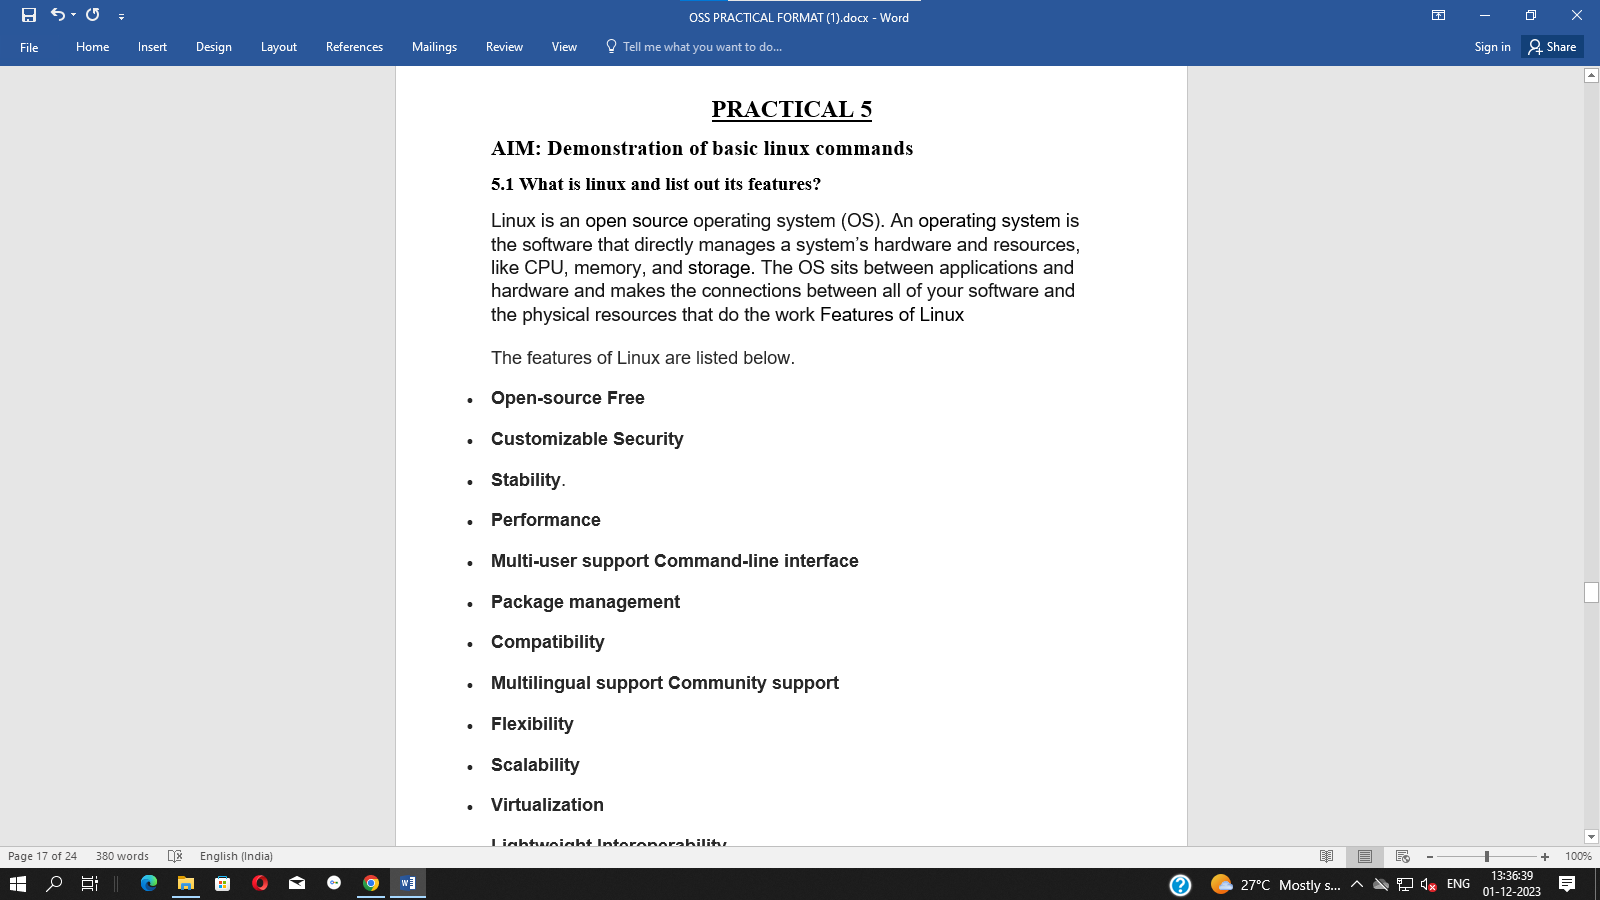 OSS PRACTICAL FORMAT (1).docx - Word
File Home Insert Design Layout References Mailings Review View Tell me what you want to do... Sign in Share
PRACTICAL 5
AIM: Demonstration of basic linux commands
5.1 What is linux and list out its features?
Linux is an open source operating system (OS). An operating system is
the software that directly manages a system’s hardware and resources,
like CPU, memory, and storage. The OS sits between applications and
hardware and makes the connections between all of your software and
the physical resources that do the work Features of Linux
The features of Linux are listed below.
• Open-source Free
• Customizable Security
• Stability.
• Performance
• Multi-user support Command-line interface
• Package management
• Compatibility
• Multilingual support Community support
• Flexibility
• Scalability
• Virtualization
Lightweight Interoperability
Page 17 of 24 380 words English (India) 100%
27°C Mostly s... ENG 13:36:39
01-12-2023